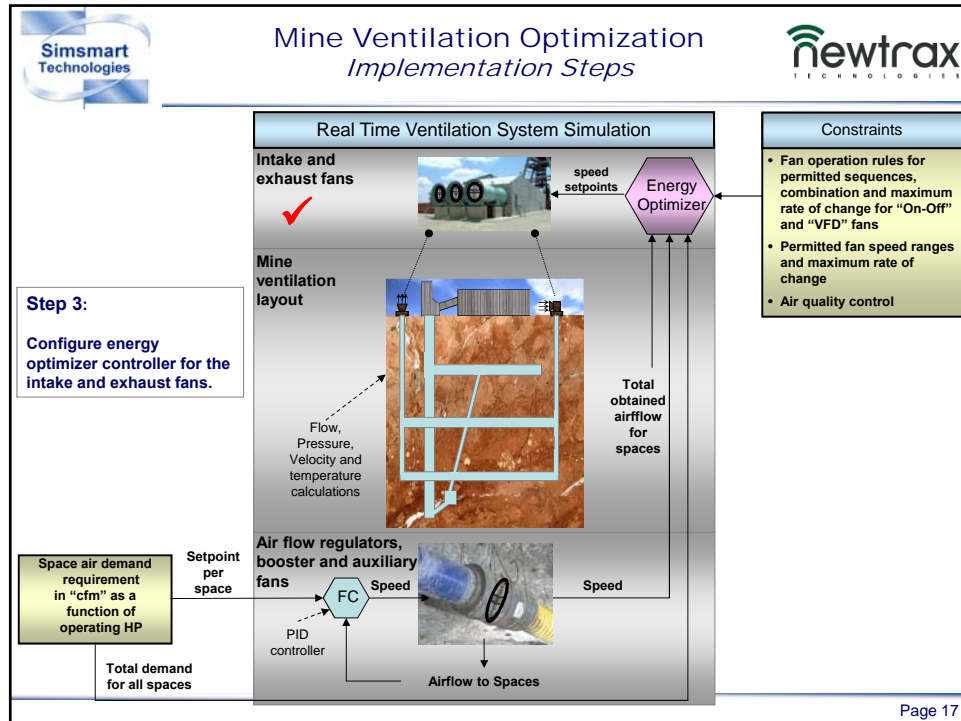 Simsmart
Technologies
Mine Ventilation Optimization
Implementation Steps
newtrax
TECHNOLOGIES
Real Time Ventilation System Simulation
Constraints
Intake and
exhaust fans
speed
setpoints
Energy
Optimizer
• Fan operation rules for
permitted sequences,
combination and maximum
rate of change for “On-Off”
and “VFD” fans
• Permitted fan speed ranges
and maximum rate of
change
• Air quality control
Mine
ventilation
layout
Step 3:
Configure energy
optimizer controller for the
intake and exhaust fans.
Flow,
Pressure,
Velocity and
temperature
calculations
Total
obtained
airfflow
for
spaces
Air flow regulators,
booster and auxiliary
fans
Space air demand
requirement
in “cfm” as a
function of
operating HP
Setpoint
per
space
FC
Speed
Speed
PID
controller
Total demand
for all spaces
Airflow to Spaces
Page 17